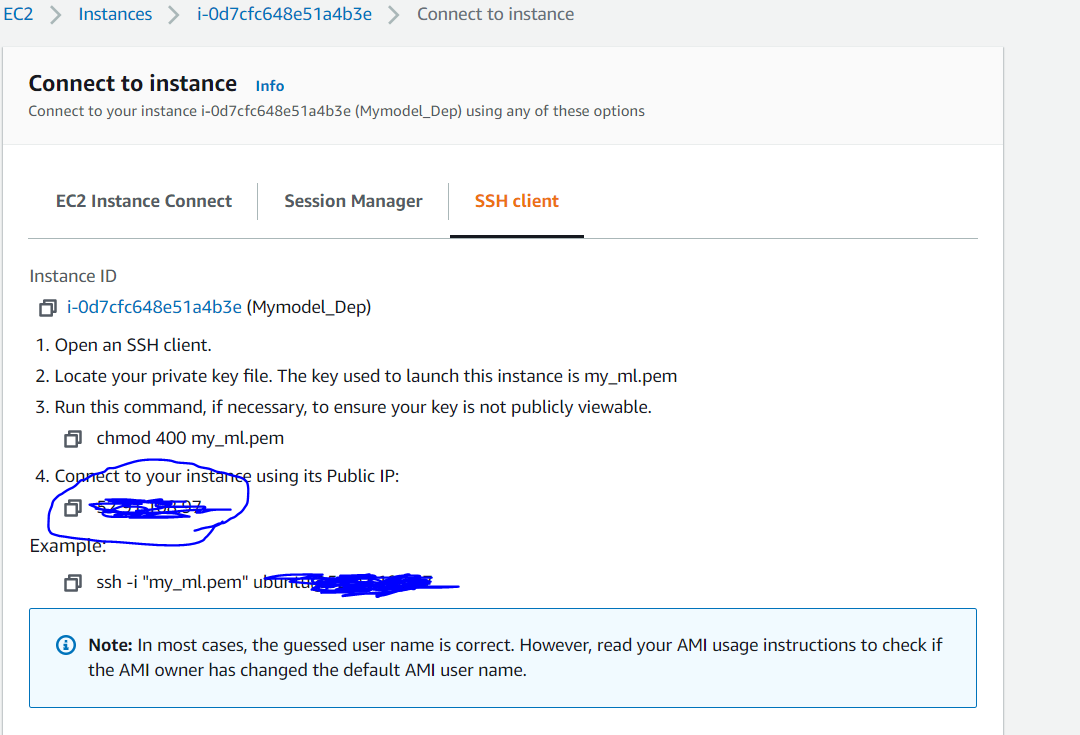 EC2 > Instances > i-0d7cfc648e51a4b3e > Connect to instance
Connect to instance Info
Connect to your instance i-0d7cfc648e51a4b3e (Mymodel_Dep) using any of these options
EC2 Instance Connect Session Manager SSH client
Instance ID
i-0d7cfc648e51a4b3e (Mymodel_Dep)
1. Open an SSH client.
2. Locate your private key file. The key used to launch this instance is my_ml.pem
3. Run this command, if necessary, to ensure your key is not publicly viewable.
chmod 400 my_ml.pem
4. Connect to your instance using its Public IP:
Example:
ssh -i "my_ml.pem" ubuntu
Note: In most cases, the guessed user name is correct. However, read your AMI usage instructions to check if
the AMI owner has changed the default AMI user name.